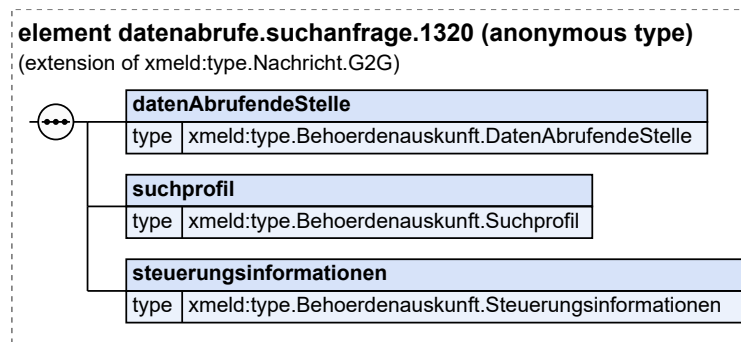 element datenabrufe.suchanfrage.1320 (anonymous type)
(extension of xmeld:type.Nachricht.G2G)
datenAbrufendeStelle
type xmeld:type.Behoerdenauskunft.DatenAbrufendeStelle
suchprofil
type xmeld:type.Behoerdenauskunft.Suchprofil
steuerungsinformationen
type xmeld:type.Behoerdenauskunft.Steuerungsinformationen